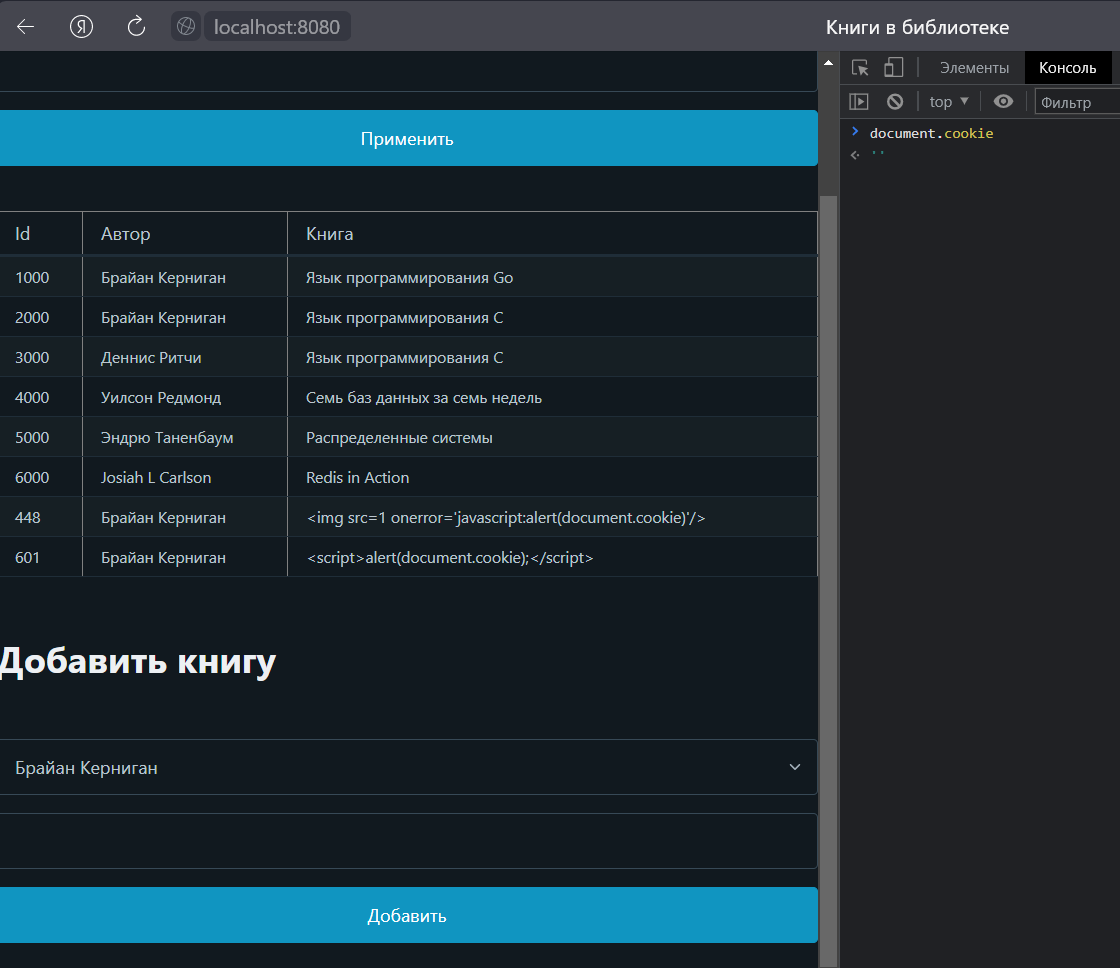 Я localhost:8080 Книги в библиотеке
Элементы Консоль
top Фильтр
document.cookie
''
Применить
Id Автор Книга
1000 Брайан Керниган Язык программирования Go
2000 Брайан Керниган Язык программирования C
3000 Деннис Ритчи Язык программирования C
4000 Уилсон Редмонд Семь баз данных за семь недель
5000 Эндрю Таненбаум Распределенные системы
6000 Josiah L Carlson Redis in Action
448 Брайан Керниган <img src=1 onerror='javascript:alert(document.cookie)'/>
601 Брайан Керниган <script>alert(document.cookie);</script>
Добавить книгу
Брайан Керниган
Добавить